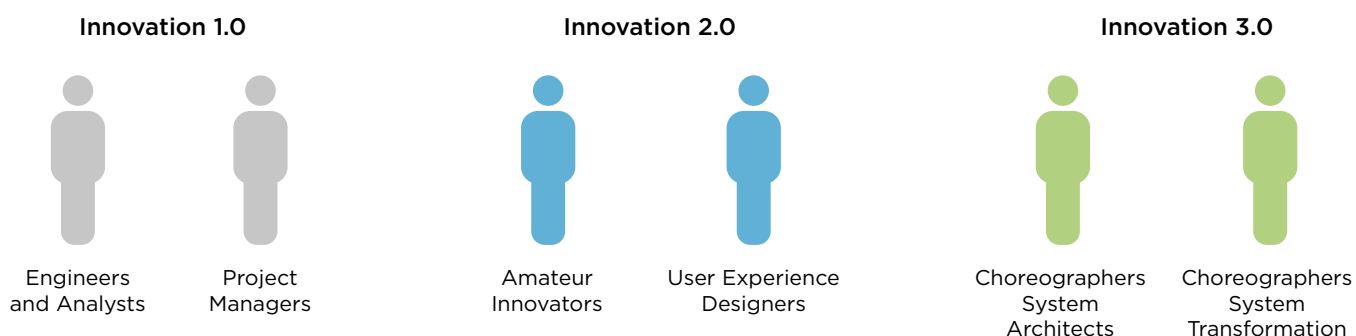 Innovation 1.0
Innovation 2.0
Innovation 3.0
Engineers
and Analysts
Project
Managers
Amateur
Innovators
User Experience
Designers
Choreographers
System
Architects
Choreographers
System
Transformation